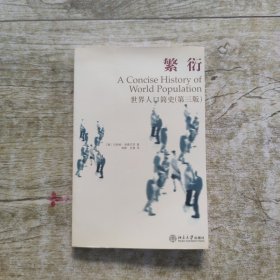 繁衍
A Concise History of
World Population
世界人口简史(第三版)
北京大学出版社